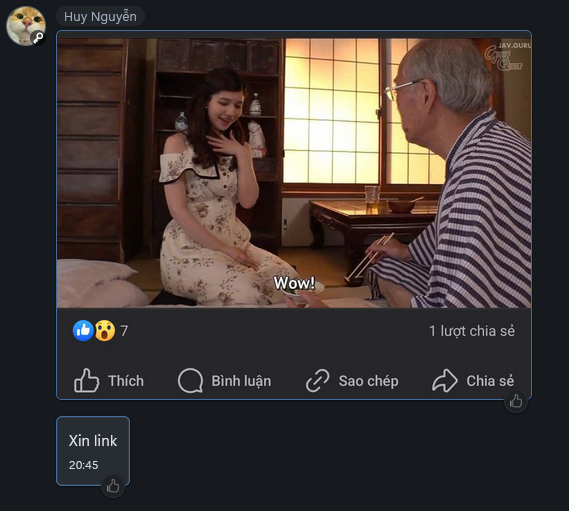 Huy Nguyễn
JAV.GURU
Wow!
7
1 lượt chia sẻ
Thích
Bình luận
Sao chép
Chia sẻ
Xin link
20:45